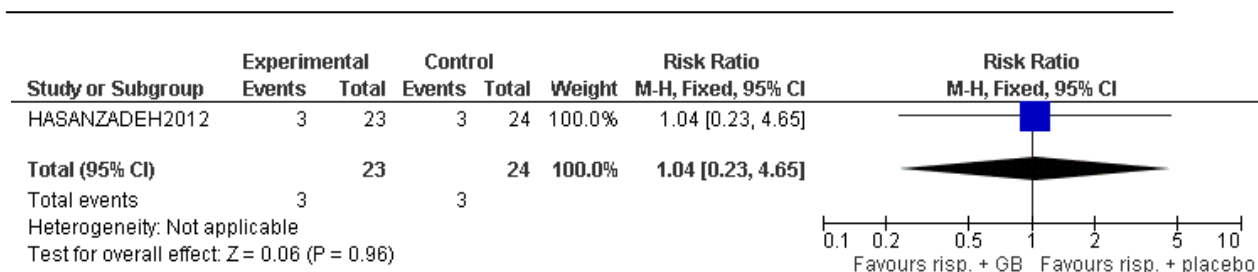 Experimental Control Risk Ratio Risk Ratio
Study or Subgroup Events Total Events Total Weight M-H, Fixed, 95% CI M-H, Fixed, 95% CI
HASANZADEH2012 3 23 3 24 100.0% 1.04 [0.23, 4.65]
Total (95% CI) 23 24 100.0% 1.04 [0.23, 4.65]
Total events 3 3
Heterogeneity: Not applicable
Test for overall effect: Z = 0.06 (P = 0.96)
0.1 0.2 0.5 1 2 5 10
Favours risp. + GB Favours risp. + placebo